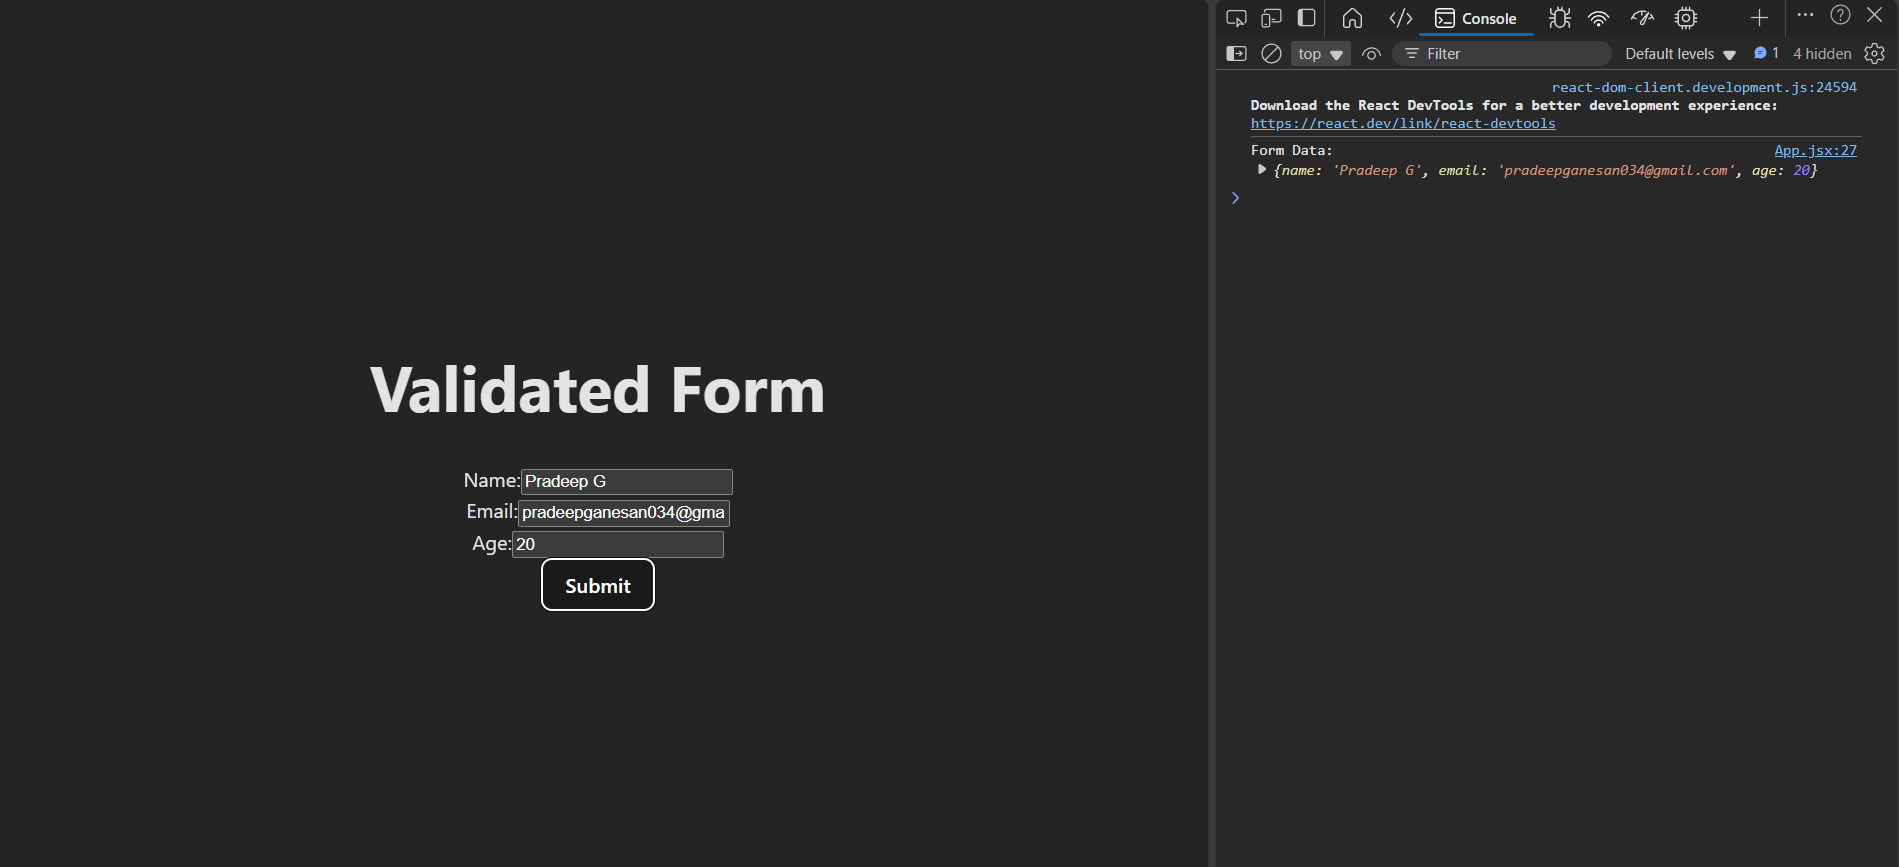 Validated Form
Name: Pradeep G
Email: pradeepganesan034@gma
Age: 20
Submit
Console
top
Filter
Default levels
1
4 hidden
react-dom-client.development.js:24594
Download the React DevTools for a better development experience:
https://react.dev/link/react-devtools
Form Data:
App.jsx:27
{name: 'Pradeep G', email: 'pradeepganesan034@gmail.com', age: 20}